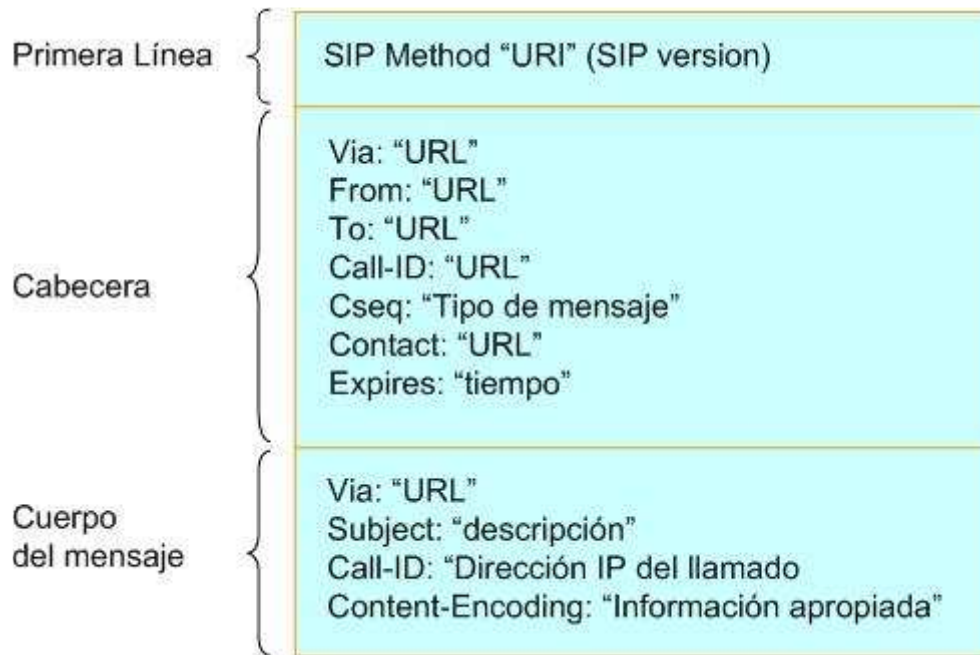 Primera Línea
SIP Method “URI” (SIP version)
Cabecera
Via: “URL”
From: “URL”
To: “URL”
Call-ID: “URL”
Cseq: “Tipo de mensaje”
Contact: “URL”
Expires: “tiempo”
Cuerpo
del mensaje
Via: “URL”
Subject: “descripción”
Call-ID: “Dirección IP del llamado
Content-Encoding: “Información apropiada”